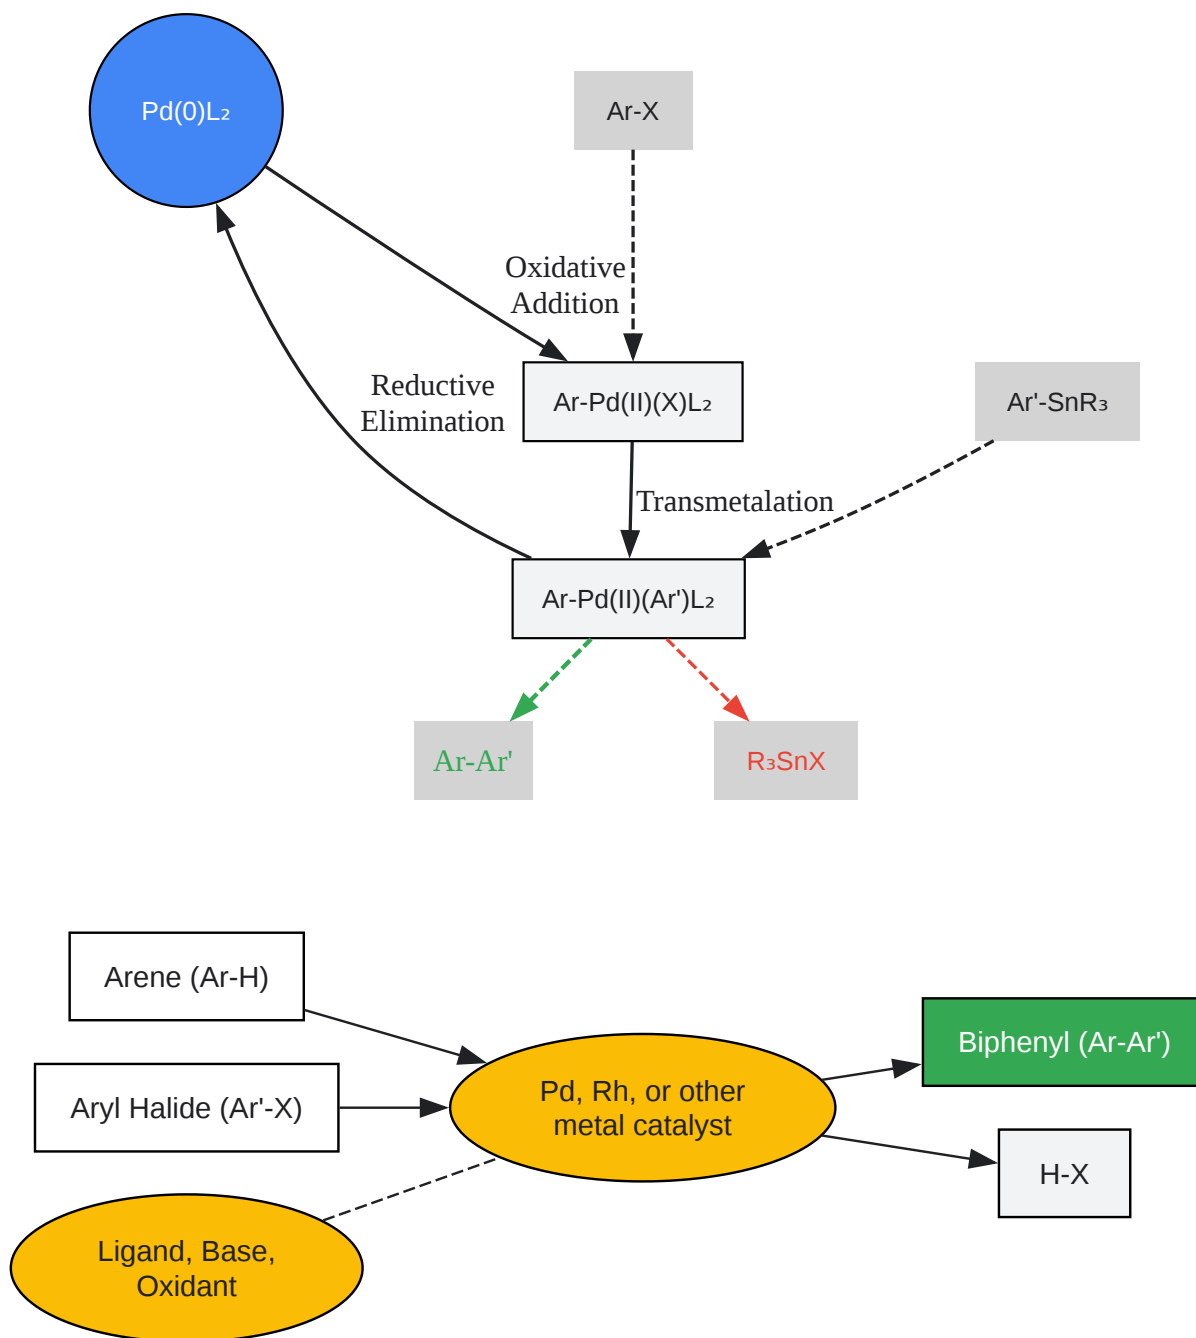 Pd(0)L₂
Ar-X
Oxidative
Addition
Reductive
Elimination
Ar-Pd(II)(X)L₂
Ar'-SnR₃
Transmetalation
Ar-Pd(II)(Ar')L₂
Ar-Ar'
R₃SnX
Arene (Ar-H)
Aryl Halide (Ar'-X)
Pd, Rh, or other
metal catalyst
Biphenyl (Ar-Ar')
H-X
Ligand, Base,
Oxidant